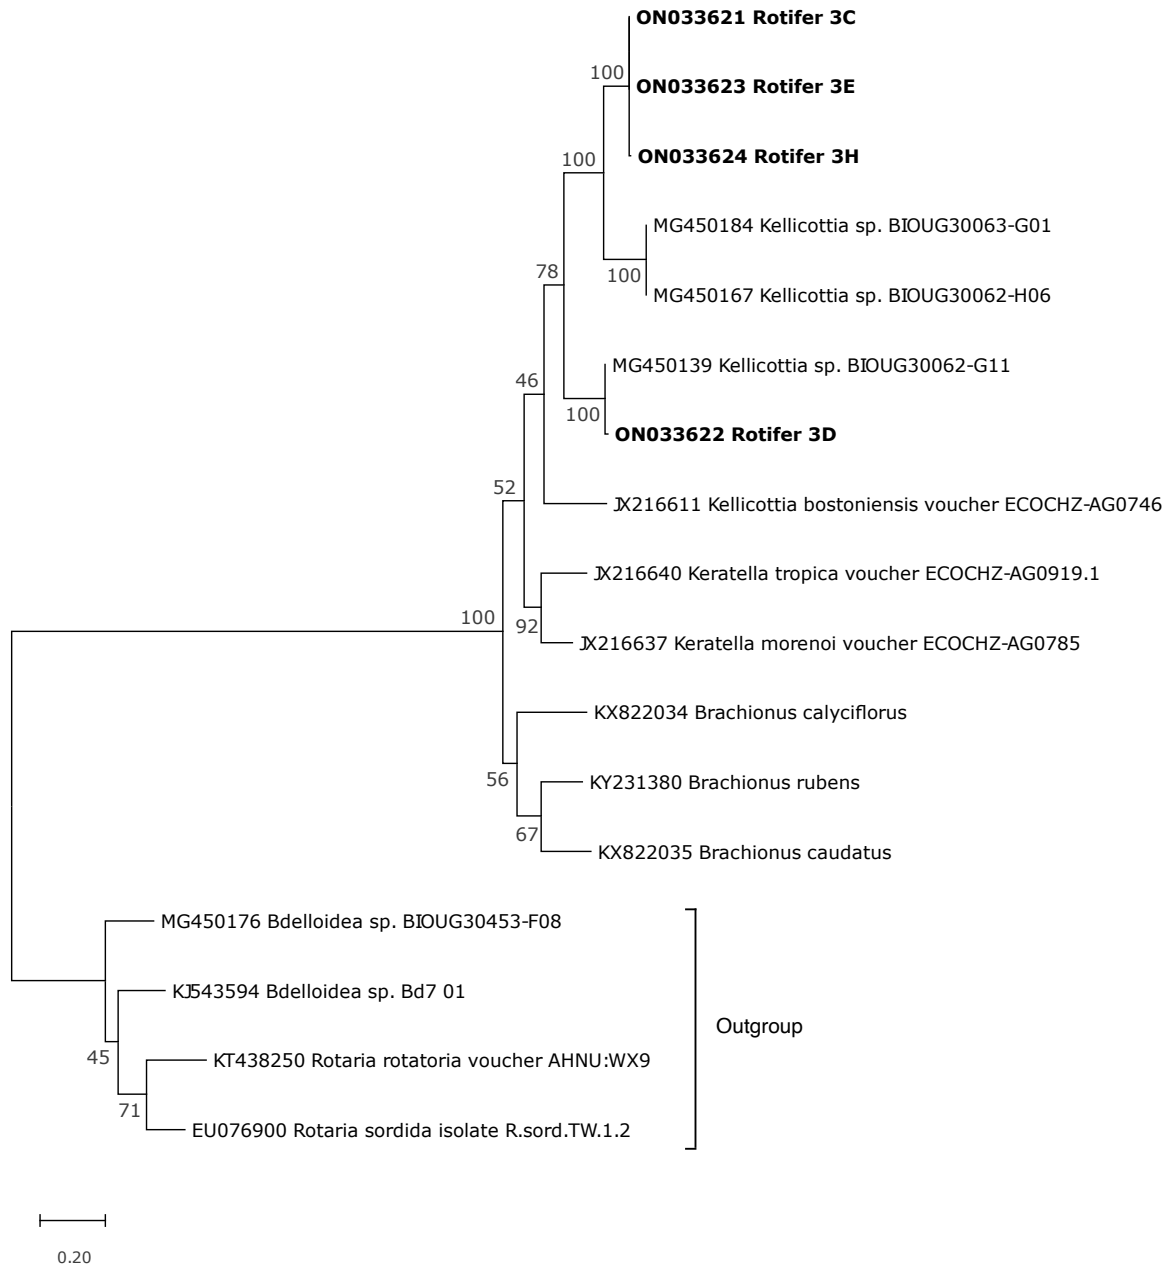 ON033621 Rotifer 3C
100
ON033623 Rotifer 3E
ON033624 Rotifer 3H
100
MG450184 Kellicottia sp. BIOUG30063-G01
100
MG450167 Kellicottia sp. BIOUG30062-H06
78
MG450139 Kellicottia sp. BIOUG30062-G11
46
100
ON033622 Rotifer 3D
52
JX216611 Kellicottia bostoniensis voucher ECOCHZ-AG0746
JX216640 Keratella tropica voucher ECOCHZ-AG0919.1
100
92
JX216637 Keratella morenoi voucher ECOCHZ-AG0785
KX822034 Brachionus calyciflorus
56
KY231380 Brachionus rubens
67
KX822035 Brachionus caudatus
MG450176 Bdelloidea sp. BIOUG30453-F08
KJ543594 Bdelloidea sp. Bd7 01
Outgroup
45
KT438250 Rotaria rotatoria voucher AHNU:WX9
71
EU076900 Rotaria sordida isolate R.sord.TW.1.2
0.20